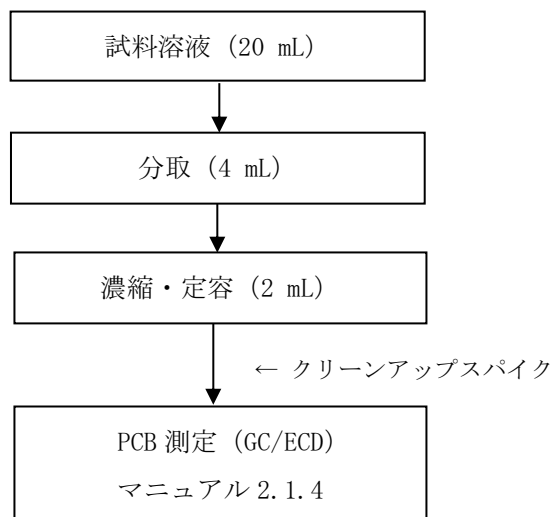 試料溶液 (20 mL)
分取 (4 mL)
濃縮・定容 (2 mL)
← クリーンアップスパイク
PCB 測定 (GC/ECD)
マニュアル 2.1.4